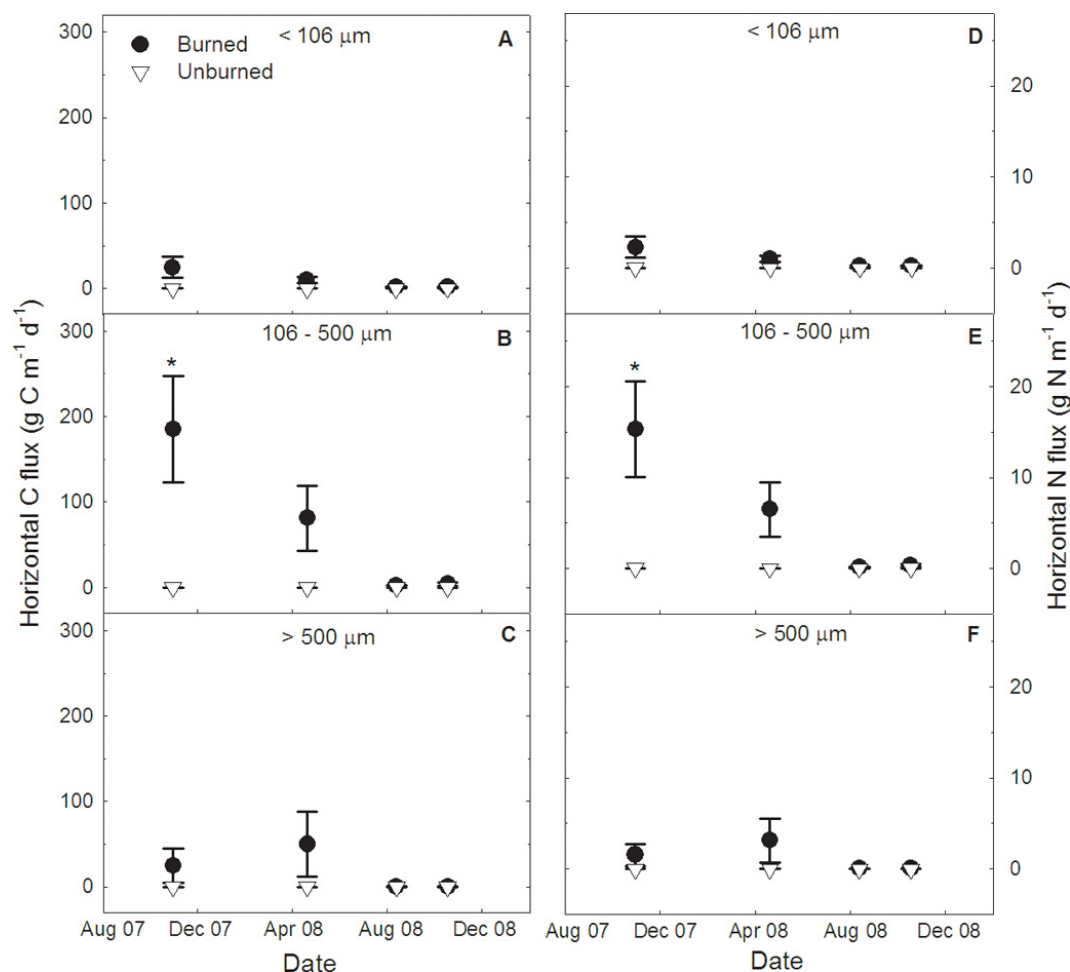 Horizontal C flux (g C m⁻¹ d⁻¹)
300
200
100
0
Burned
Unburned
< 106 μm
A
300
200
100
0
106 - 500 μm
B
*
300
200
100
0
> 500 μm
C
Aug 07 Dec 07 Apr 08 Aug 08 Dec 08
Date
< 106 μm
D
20
10
0
106 - 500 μm
E
*
20
10
0
> 500 μm
F
20
10
0
Aug 07 Dec 07 Apr 08 Aug 08 Dec 08
Date
Horizontal N flux (g N m⁻¹ d⁻¹)